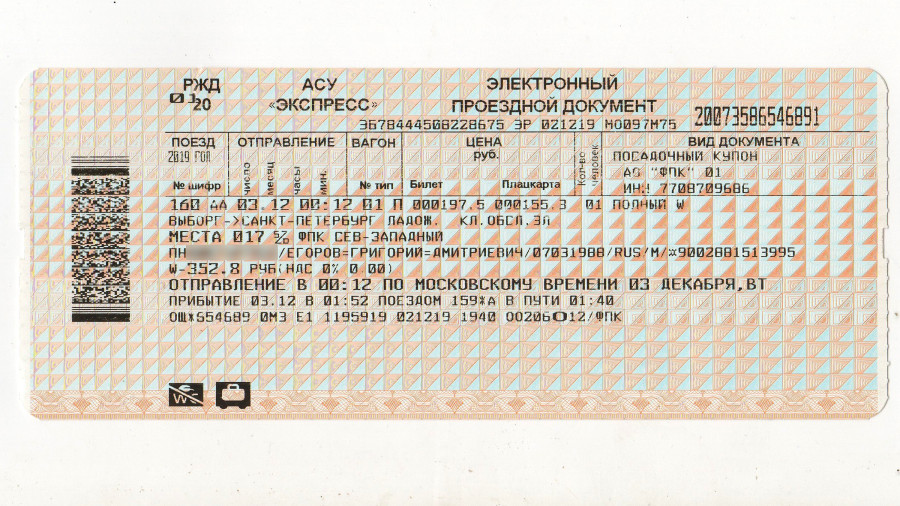 РЖД АСУ ЭЛЕКТРОННЫЙ
01 20 «ЭКСПРЕСС» ПРОЕЗДНОЙ ДОКУМЕНТ 20073586546891
ЭБ78444508228675 ЭР 021219 М0097М75
ПОЕЗД ОТПРАВЛЕНИЕ ВАГОН ЦЕНА руб. Кол-во человек ВИД ДОКУМЕНТА
2019 ГОД число месяц часы мин. ПОСАДОЧНЫЙ КУПОН
АО "ФПК" 01
№ шифр № тип Билет Плацкарта ИНН 7708709686
160 АА 03.12 00:12 01 П 000197.5 000155.3 01 ПОЛНЫЙ W
ВЫБОРГ->САНКТ-ПЕТЕРБУРГ ЛАДОЖ. КЛ.ОБСЛ.3Л
МЕСТА 017 ФПК СЕВ-ЗАПАДНЫЙ
ПН /ЕГОРОВ=ГРИГОРИЙ=ДМИТРИЕВИЧ/07031988/RUS/M/*9002881513995
W-352.8 РУБ(НДС 0% 0.00)
ОТПРАВЛЕНИЕ В 00:12 ПО МОСКОВСКОМУ ВРЕМЕНИ 03 ДЕКАБРЯ,ВТ
ПРИБЫТИЕ 03.12 В 01:52 ПОЕЗДОМ 159*А В ПУТИ 01:40
ОЩ*554689 0МЗ Е1 1195919 021219 1940 00206012/ФПК
W